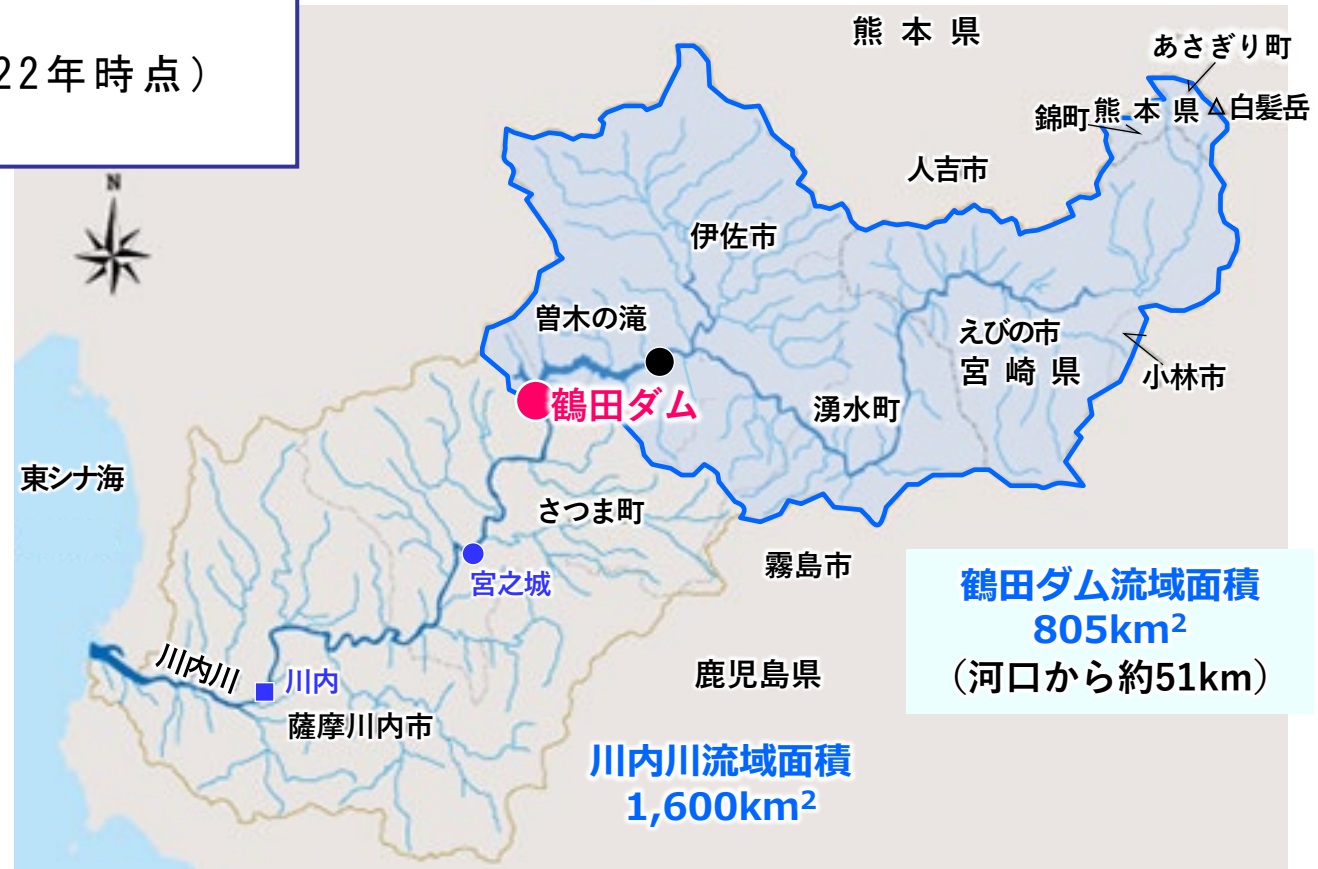 22年時点）
熊本県
あさぎり町
錦町
熊本県
白髪岳
N
人吉市
伊佐市
曽木の滝
えびの市
宮崎県
小林市
鶴田ダム
湧水町
東シナ海
さつま町
霧島市
宮之城
鶴田ダム流域面積
805km²
（河口から約51km）
川内川
川内
鹿児島県
薩摩川内市
川内川流域面積
1,600km²